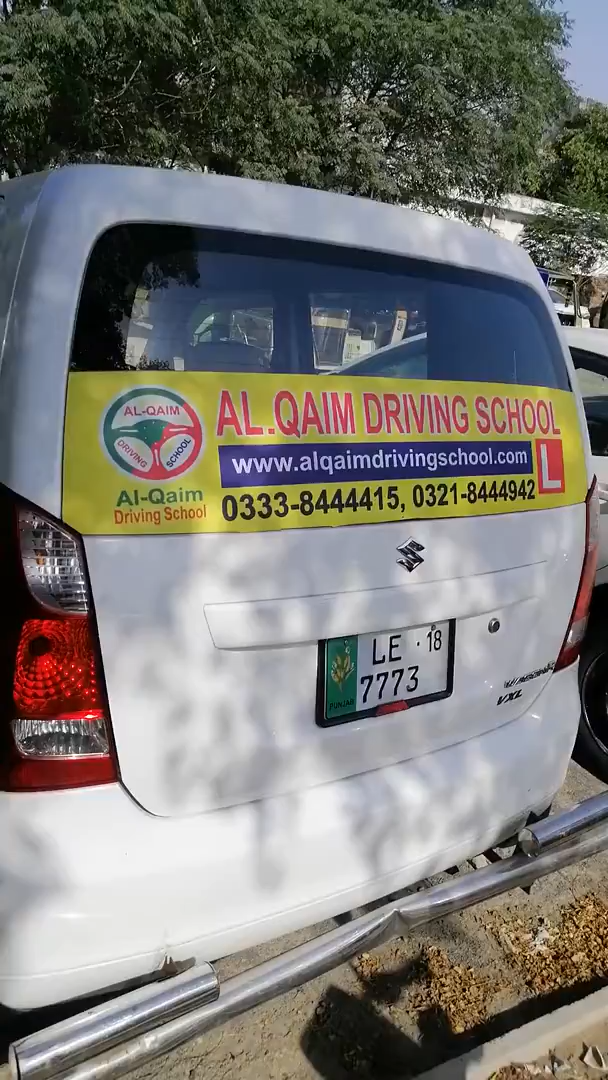 AL-QAIM
DRIVING SCHOOL
Al-Qaim
Driving School
AL.QAIM DRIVING SCHOOL
www.alqaimdrivingschool.com
0333-8444415, 0321-8444942
L
LE · 18
7773
PUNJAB
VXL